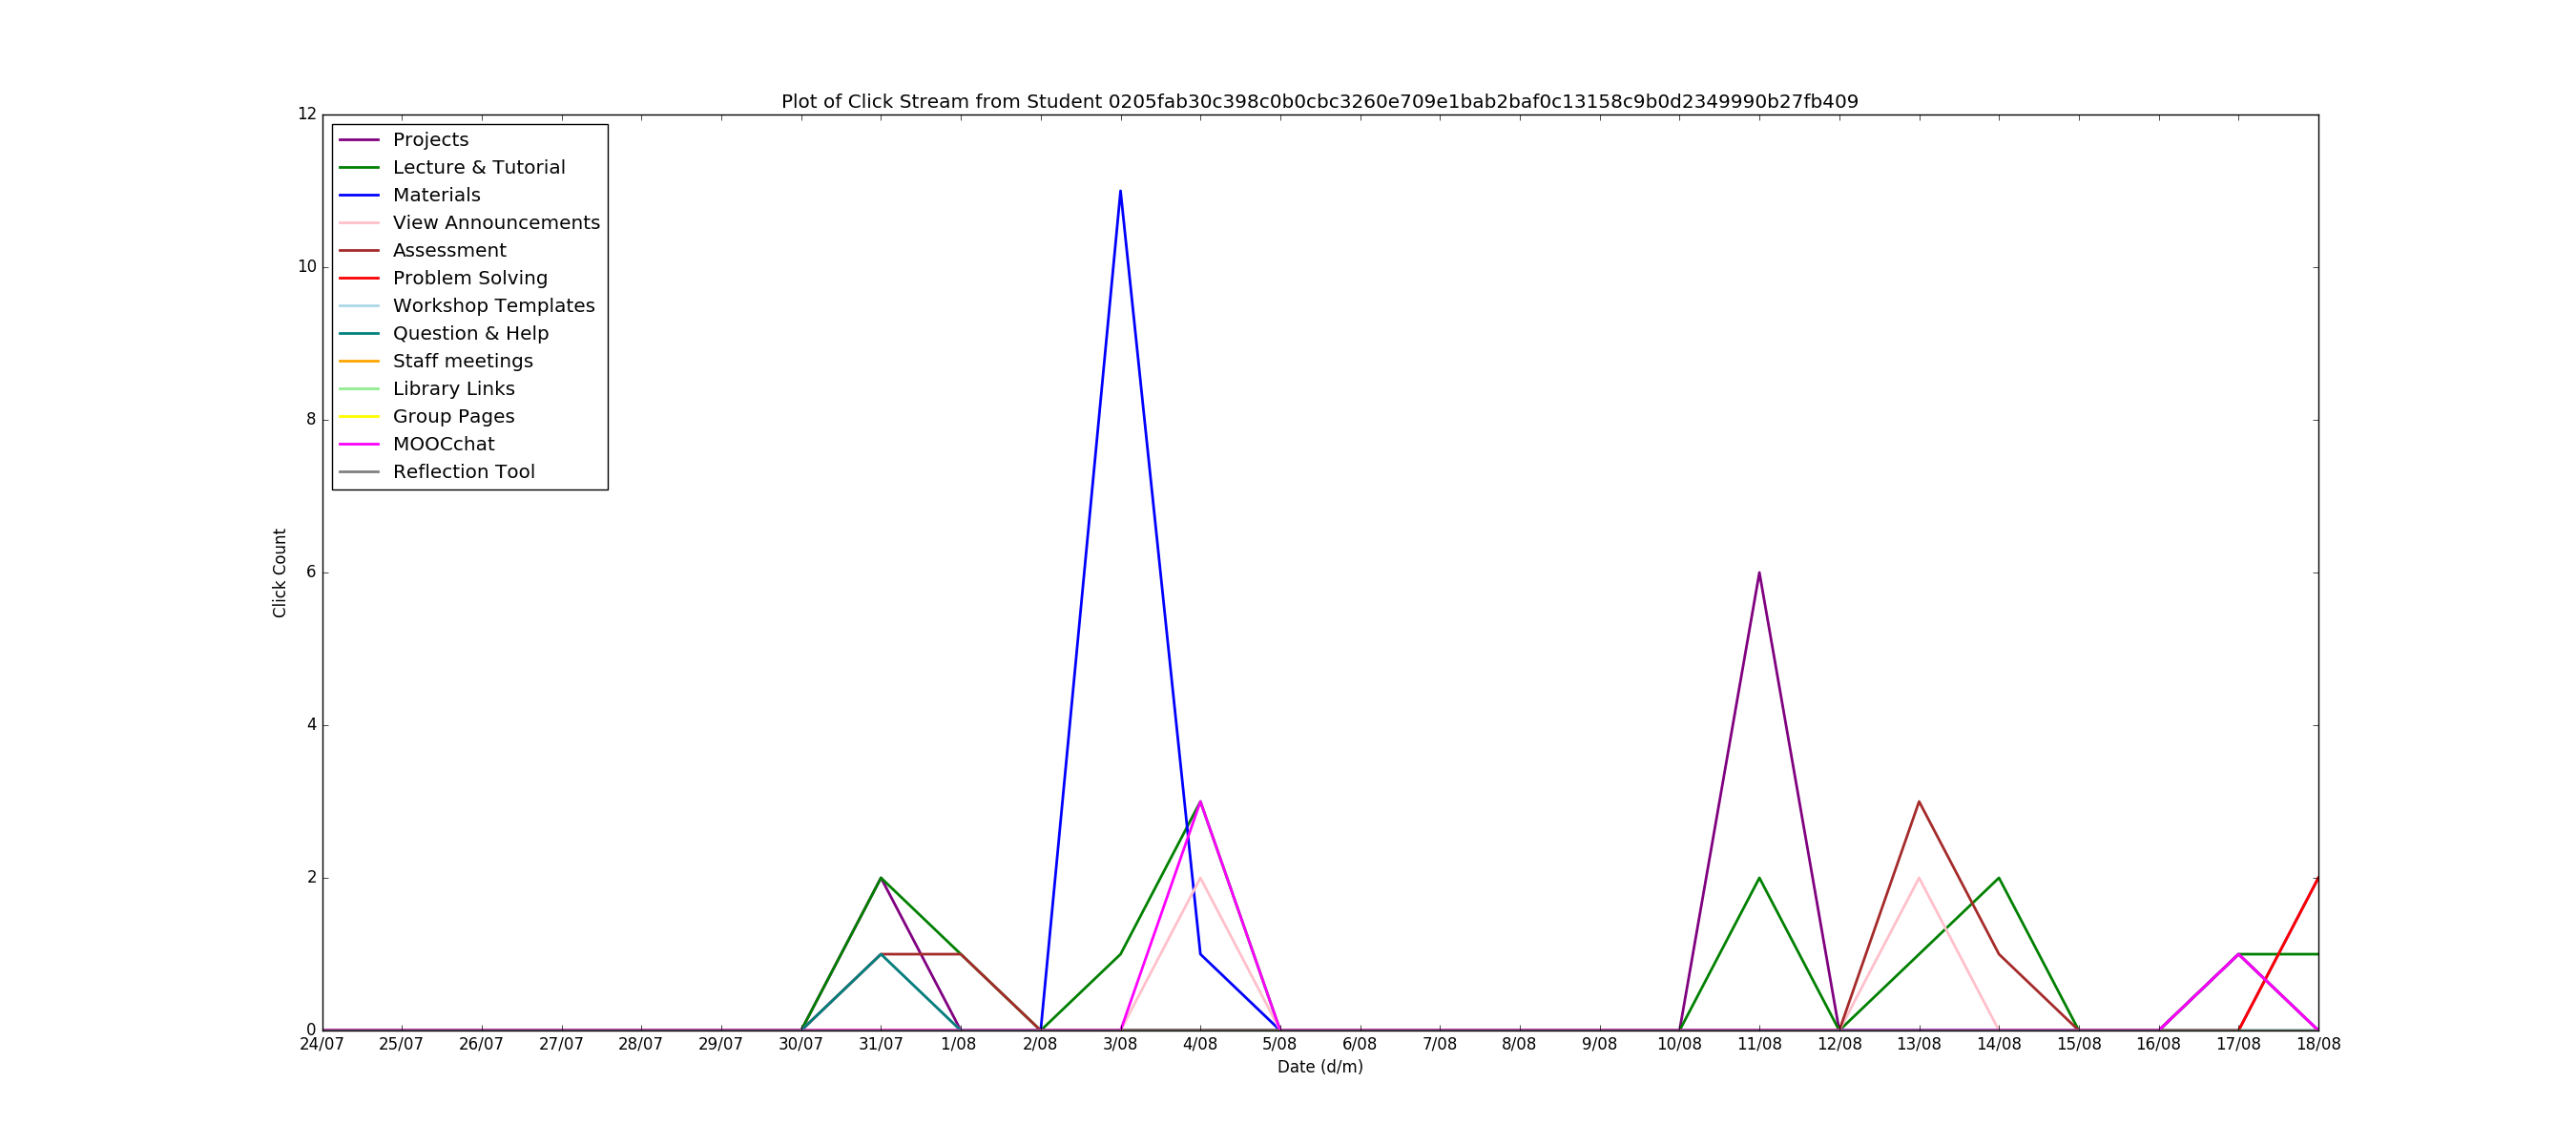 Plot of Click Stream from Student 0205fab30c398c0b0cbc3260e709e1bab2baf0c13158c9b0d2349990b27fb409
12
10
8
6
4
2
0
Click Count
Projects
Lecture & Tutorial
Materials
View Announcements
Assessment
Problem Solving
Workshop Templates
Question & Help
Staff meetings
Library Links
Group Pages
MOOCchat
Reflection Tool
24/07 25/07 26/07 27/07 28/07 29/07 30/07 31/07 1/08 2/08 3/08 4/08 5/08 6/08 7/08 8/08 9/08 10/08 11/08 12/08 13/08 14/08 15/08 16/08 17/08 18/08
Date (d/m)